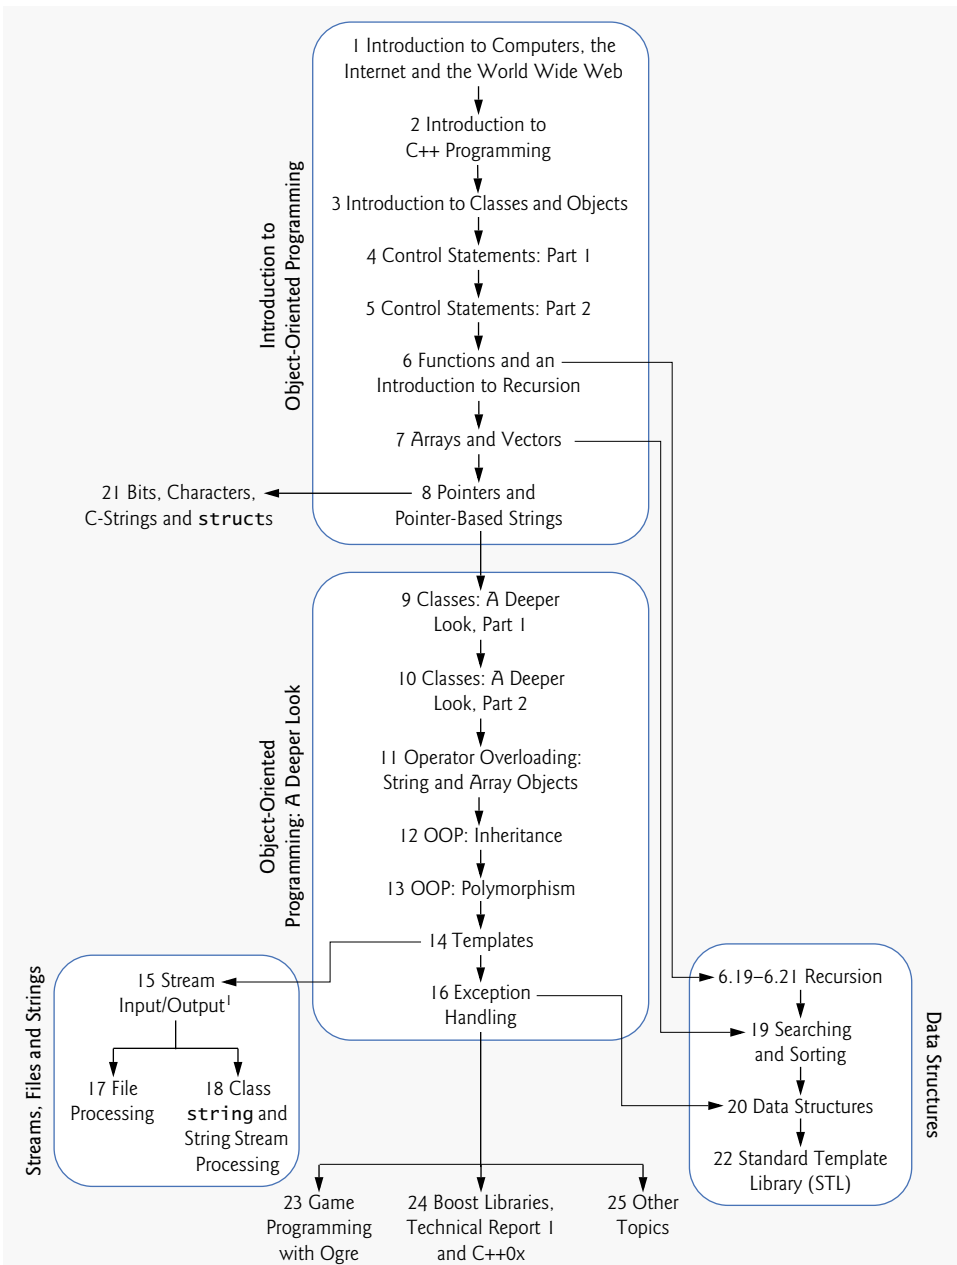 1 Introduction to Computers, the
Internet and the World Wide Web
2 Introduction to
C++ Programming
3 Introduction to Classes and Objects
4 Control Statements: Part 1
5 Control Statements: Part 2
6 Functions and an
Introduction to Recursion
7 Arrays and Vectors
8 Pointers and
Pointer-Based Strings
Introduction to
Object-Oriented Programming
21 Bits, Characters,
C-Strings and structs
9 Classes: A Deeper
Look, Part 1
10 Classes: A Deeper
Look, Part 2
11 Operator Overloading:
String and Array Objects
12 OOP: Inheritance
13 OOP: Polymorphism
14 Templates
16 Exception
Handling
Object-Oriented
Programming: A Deeper Look
15 Stream
Input/Output1
17 File
Processing
18 Class
string and
String Stream
Processing
Streams, Files and Strings
6.19–6.21 Recursion
19 Searching
and Sorting
20 Data Structures
22 Standard Template
Library (STL)
Data Structures
23 Game
Programming
with Ogre
24 Boost Libraries,
Technical Report 1
and C++0x
25 Other
Topics